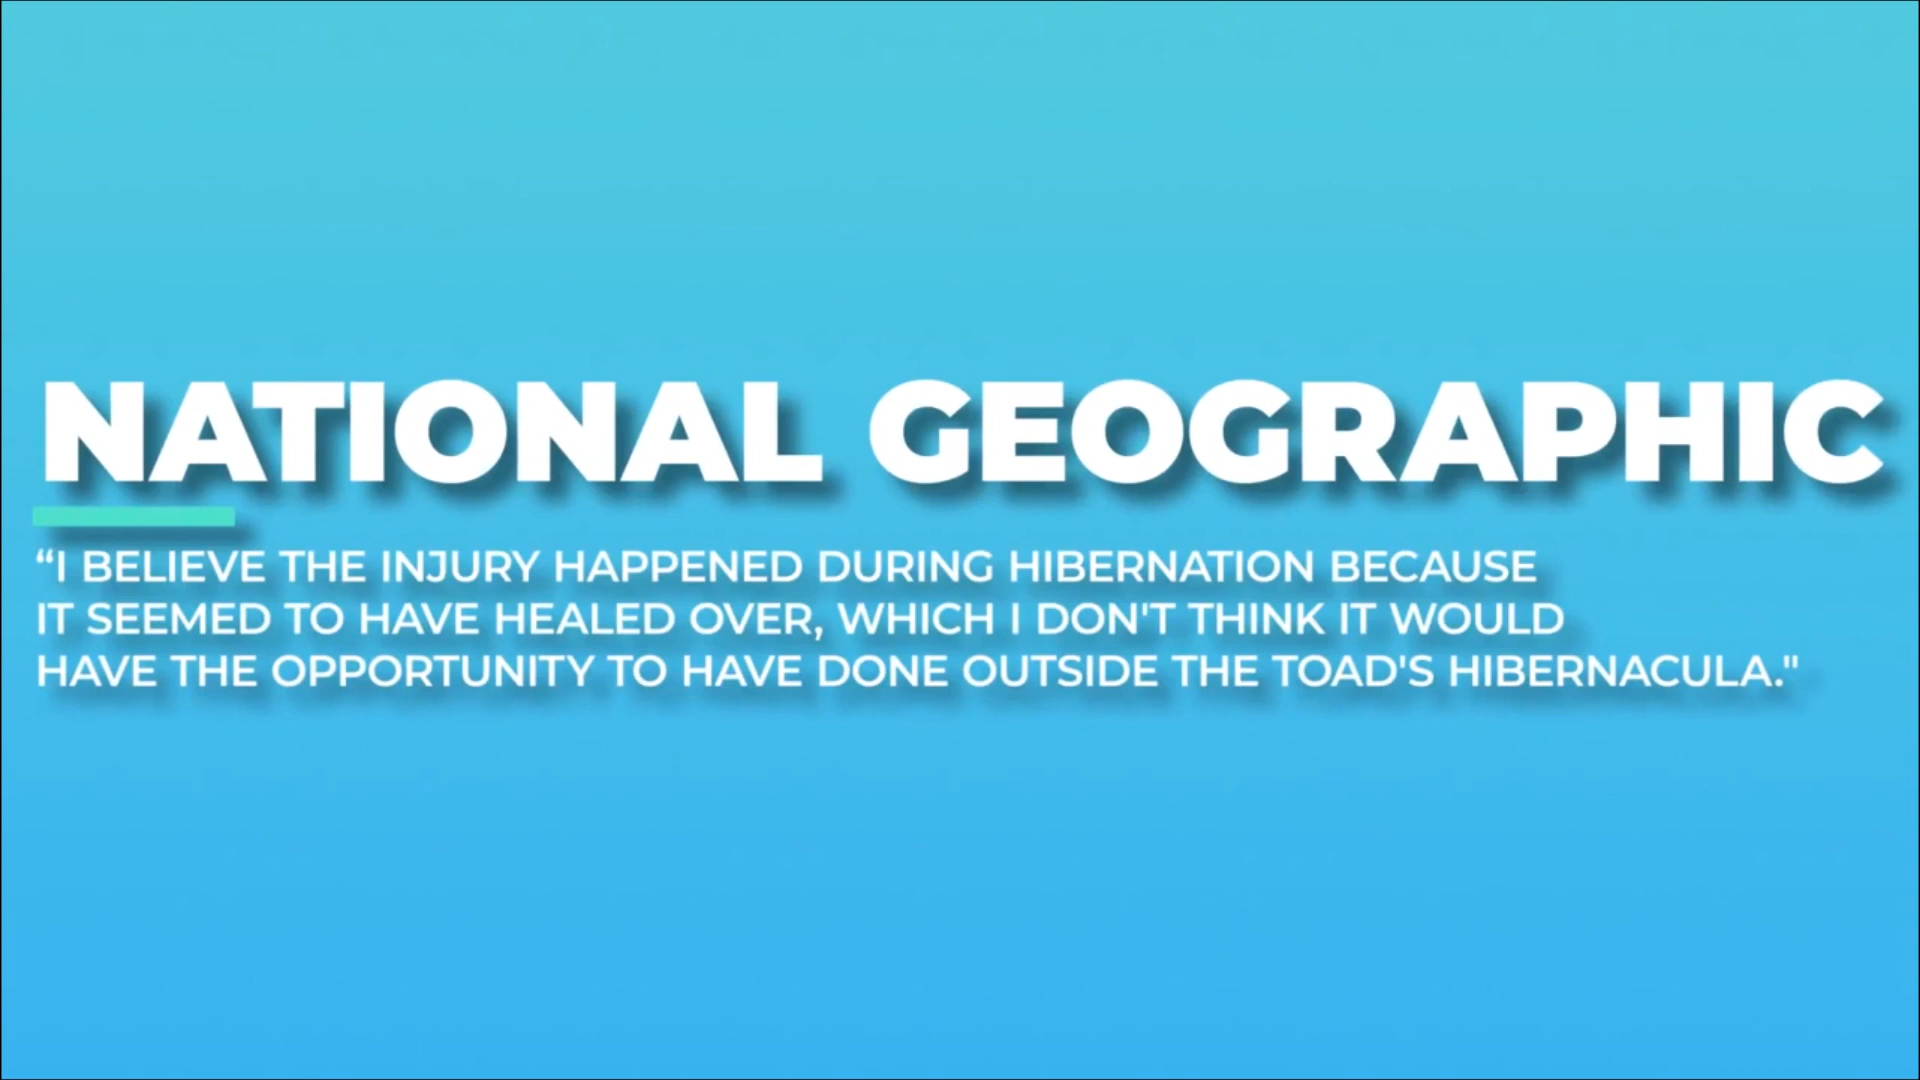 NATIONAL GEOGRAPHIC
“I BELIEVE THE INJURY HAPPENED DURING HIBERNATION BECAUSE
IT SEEMED TO HAVE HEALED OVER, WHICH I DON'T THINK IT WOULD
HAVE THE OPPORTUNITY TO HAVE DONE OUTSIDE THE TOAD'S HIBERNACULA."